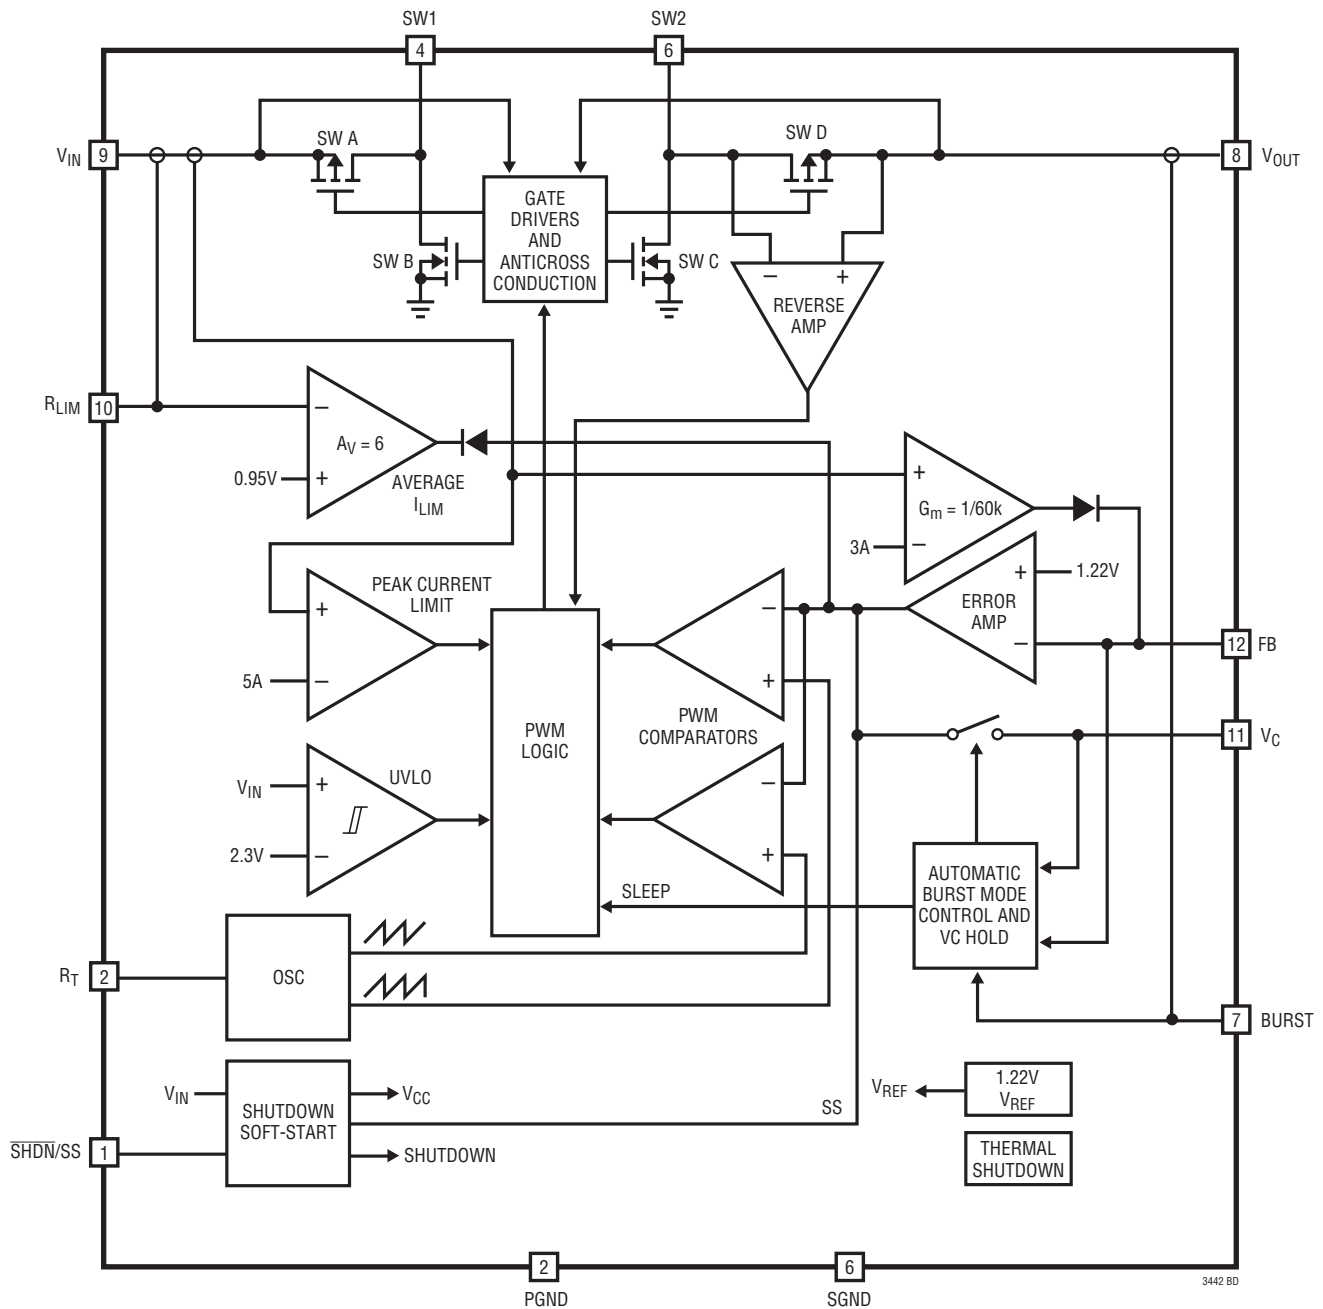 SW1
SW2
4
6
SW A
SW D
V_IN
9
8
V_OUT
GATE
DRIVERS
AND
ANTICROSS
CONDUCTION
SW B
SW C
–
+
REVERSE
AMP
R_LIM
10
–
A_V = 6
0.95V
+
AVERAGE
I_LIM
+
G_m = 1/60k
3A
–
PEAK CURRENT
LIMIT
+
5A
–
–
+
+
1.22V
ERROR
AMP
–
12
FB
PWM
LOGIC
PWM
COMPARATORS
11
V_C
UVLO
V_IN
+
2.3V
–
–
+
SLEEP
AUTOMATIC
BURST MODE
CONTROL AND
VC HOLD
R_T
2
OSC
7
BURST
V_IN
SHUTDOWN
SOFT-START
V_CC
SS
SHUTDOWN
V_REF
1.22V
V_REF
S̅H̅D̅N̅/SS
1
THERMAL
SHUTDOWN
2
6
PGND
SGND
3442 BD